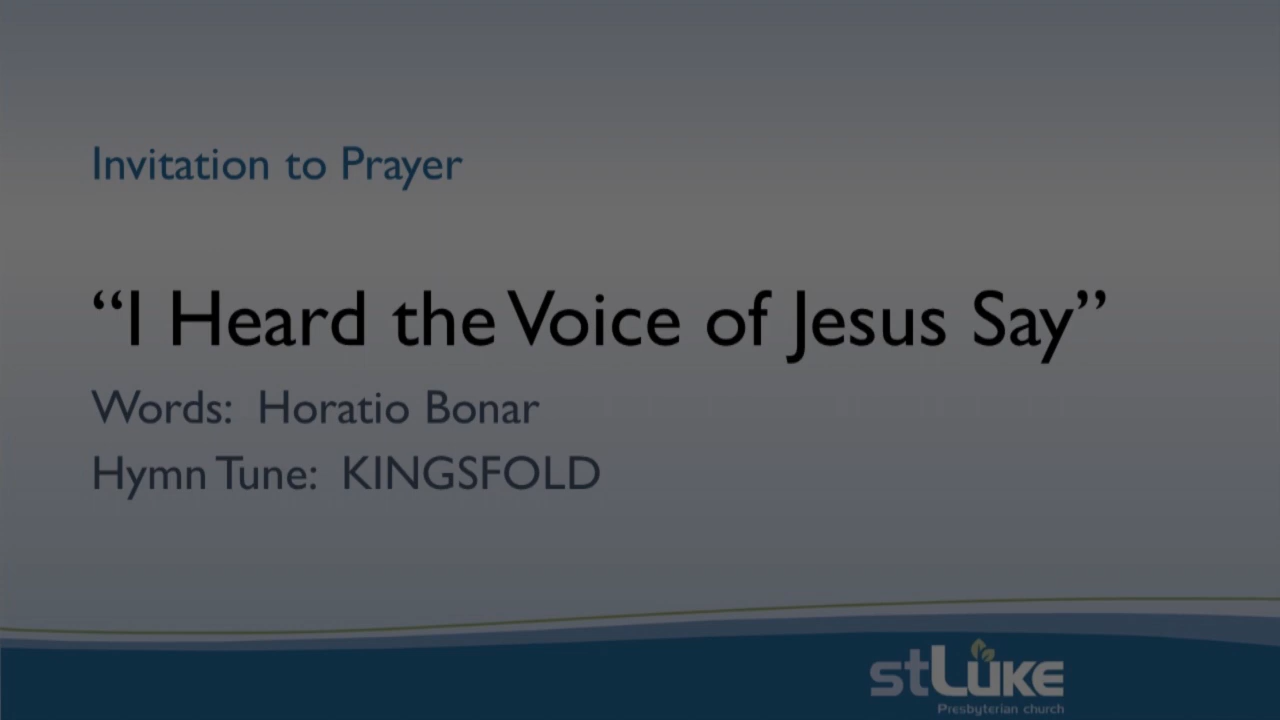 Invitation to Prayer
“I Heard the Voice of Jesus Say”
Words: Horatio Bonar
Hymn Tune: KINGSFOLD
stLuke
Presbyterian church